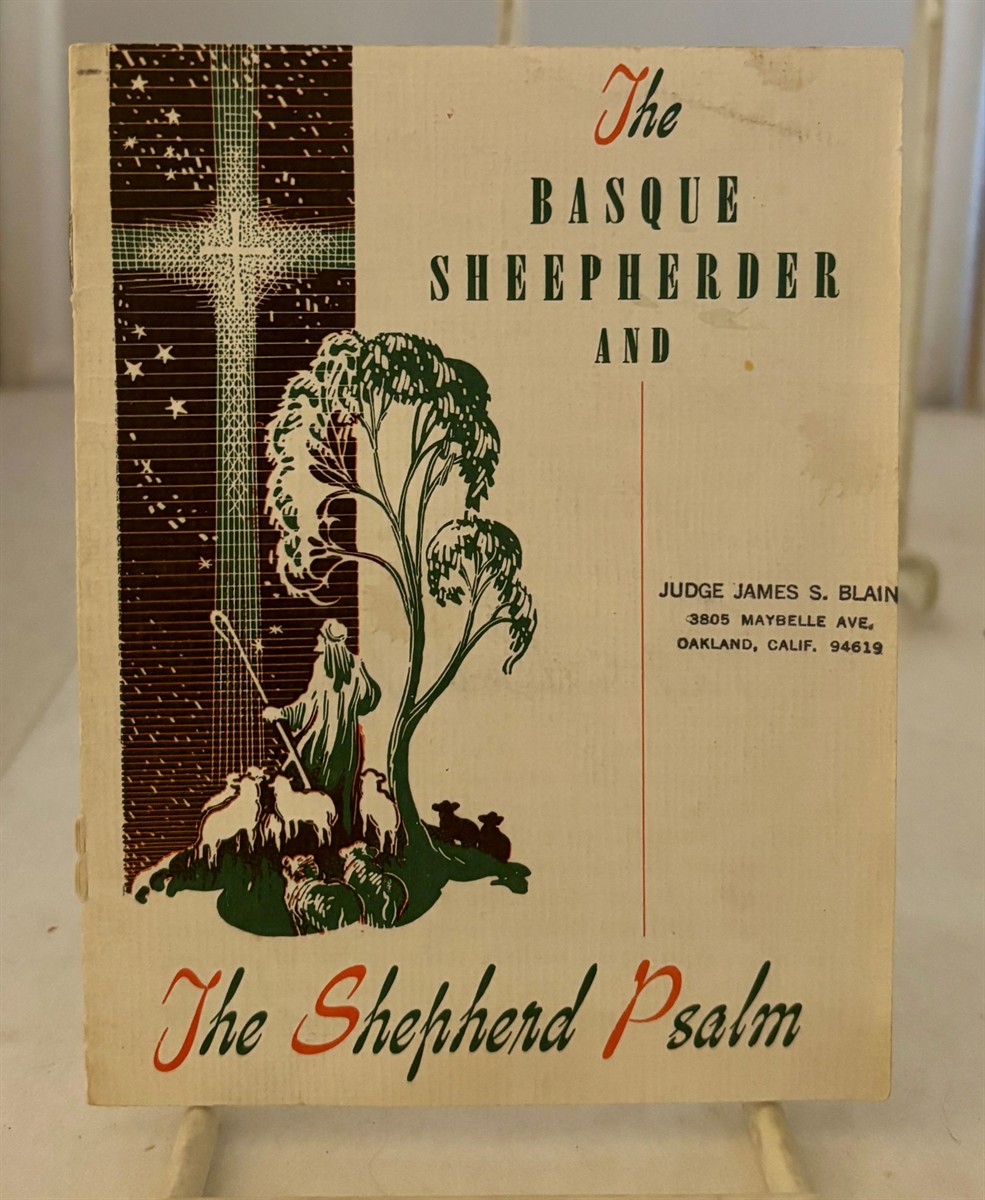 The
BASQUE
SHEEPHERDER
AND
JUDGE JAMES S. BLAIN
3805 MAYBELLE AVE.
OAKLAND, CALIF. 94619
The Shepherd Psalm